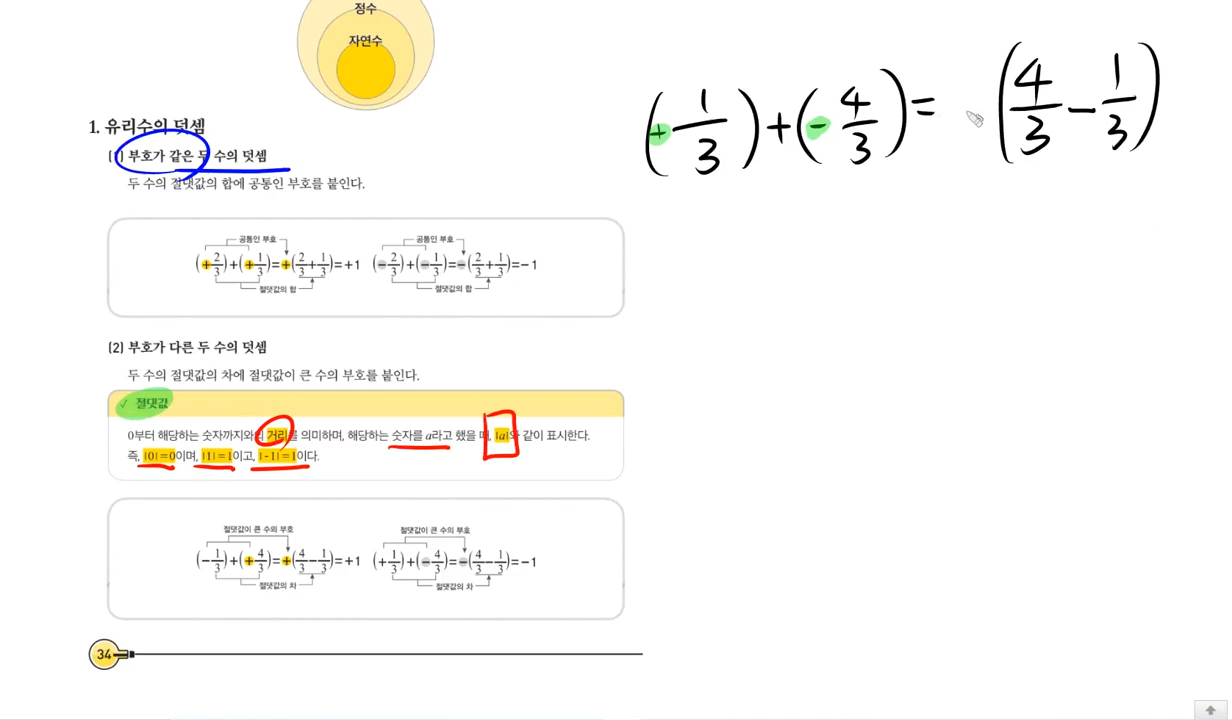 정수
자연수
1. 유리수의 덧셈
(1) 부호가 같은 두 수의 덧셈
두 수의 절댓값의 합에 공통인 부호를 붙인다.
공통인 부호 공통인 부호
(+2/3)+(+1/3)=+(2/3+1/3)=+1 (-2/3)+(-1/3)=-(2/3+1/3)=-1
절댓값의 합 절댓값의 합
(2) 부호가 다른 두 수의 덧셈
두 수의 절댓값의 차에 절댓값이 큰 수의 부호를 붙인다.
✓ 절댓값
0부터 해당하는 숫자까지와의 거리를 의미하며, 해당하는 숫자를 a라고 했을 때, |a|와 같이 표시한다.
즉, |0|=0이며, |1|=1이고, |-1|=1이다.
절댓값이 큰 수의 부호 절댓값이 큰 수의 부호
(-1/3)+(+4/3)=+(4/3-1/3)=+1 (+1/3)+(-4/3)=-(4/3-1/3)=-1
절댓값의 차 절댓값의 차
34
(+1/3)+(-4/3)= (4/3-1/3)